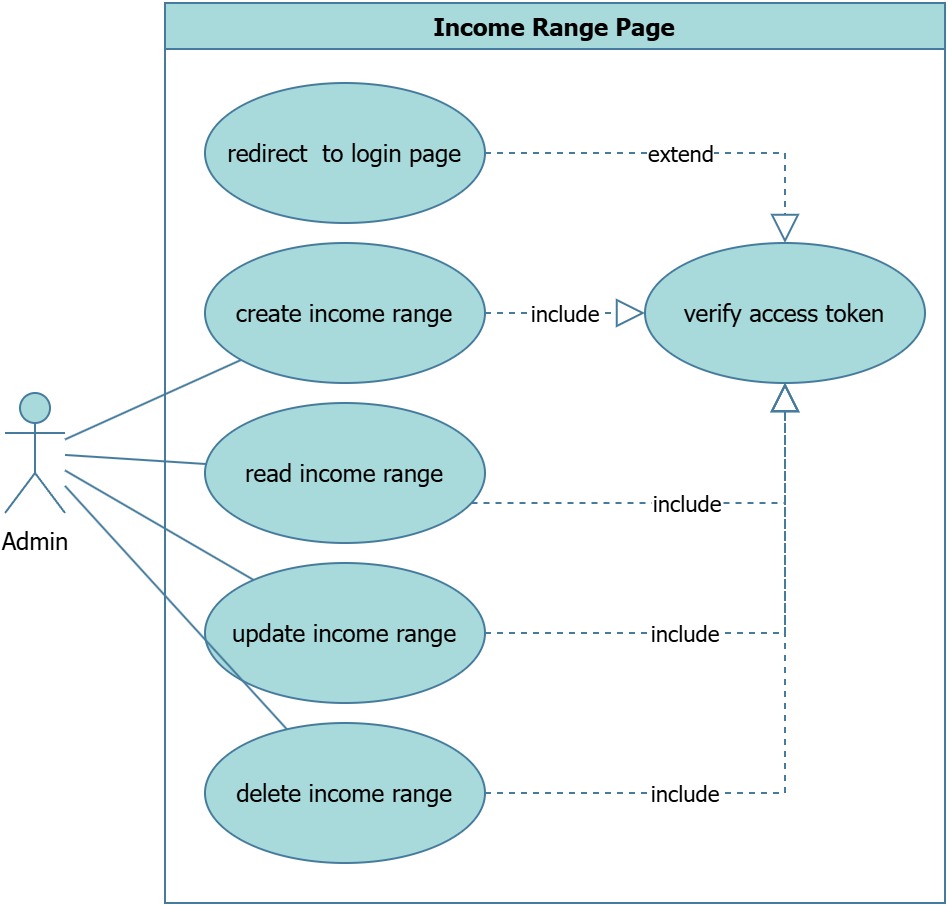 Income Range Page
redirect  to login page
extend
create income range
include
verify access token
read income range
include
Admin
update income range
include
delete income range
include